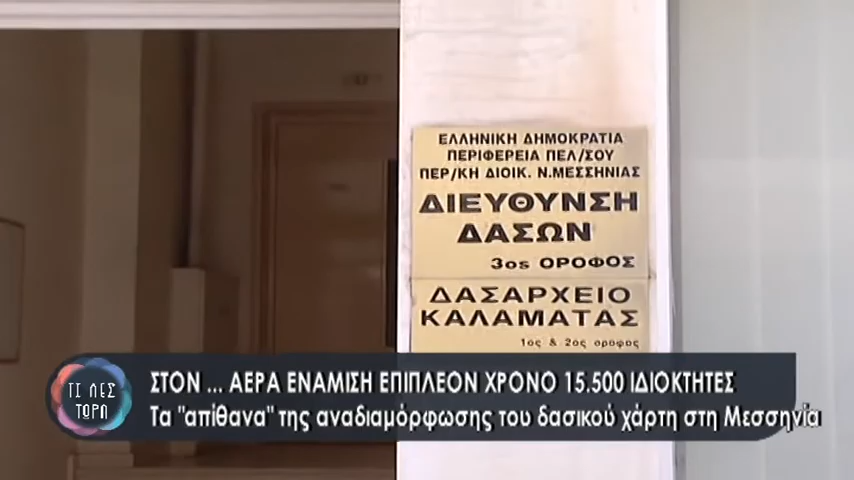 ΕΛΛΗΝΙΚΗ ΔΗΜΟΚΡΑΤΙΑ
ΠΕΡΙΦΕΡΕΙΑ ΠΕΛ/ΣΟΥ
ΠΕΡ/ΚΗ ΔΙΟΙΚ. Ν.ΜΕΣΣΗΝΙΑΣ
ΔΙΕΥΘΥΝΣΗ
ΔΑΣΩΝ
3ος ΟΡΟΦΟΣ
ΔΑΣΑΡΧΕΙΟ
ΚΑΛΑΜΑΤΑΣ
1ος & 2ος οροφος
ΤΙ ΛΕΣ
ΤΩΡΑ
ΣΤΟΝ ... ΑΕΡΑ ΕΝΑΜΙΣΗ ΕΠΙΠΛΕΟΝ ΧΡΟΝΟ 15.500 ΙΔΙΟΚΤΗΤΕΣ
Τα "απίθανα" της αναδιαμόρφωσης του δασικού χάρτη στη Μεσσηνία